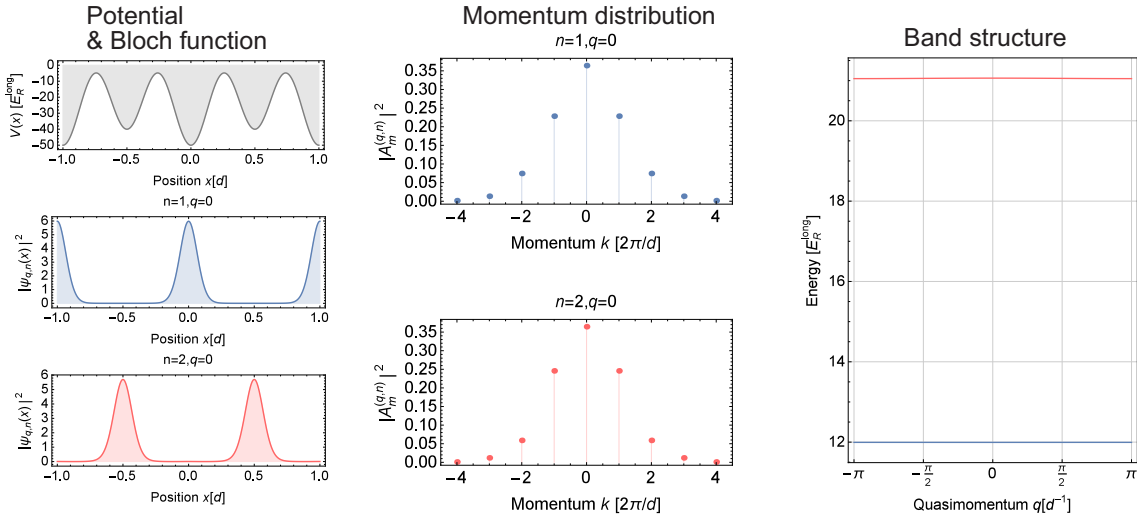 Potential
& Bloch function
V(x) [E_R^long]
0
−10
−20
−30
−40
−50
−1.0 −0.5 0.0 0.5 1.0
Position x[d]
n=1,q=0
|ψ_{q,n}(x)|^2
6
5
4
3
2
1
0
−1.0 −0.5 0.0 0.5 1.0
Position x[d]
n=2,q=0
|ψ_{q,n}(x)|^2
6
5
4
3
2
1
0
−1.0 −0.5 0.0 0.5 1.0
Position x[d]
Momentum distribution
n=1,q=0
|A_m^{(q,n)}|^2
0.35
0.30
0.25
0.20
0.15
0.10
0.05
0.00
−4 −2 0 2 4
Momentum k [2π/d]
n=2,q=0
|A_m^{(q,n)}|^2
0.35
0.30
0.25
0.20
0.15
0.10
0.05
0.00
−4 −2 0 2 4
Momentum k [2π/d]
Band structure
Energy [E_R^long]
20
18
16
14
12
−π −π/2 0 π/2 π
Quasimomentum q[d^−1]